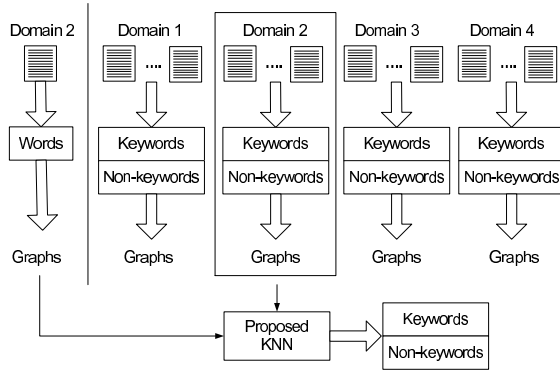 Domain 2
Domain 1
Domain 2
Domain 3
Domain 4
....
....
....
....
Words
Keywords
Non-keywords
Keywords
Non-keywords
Keywords
Non-keywords
Keywords
Non-keywords
Graphs
Graphs
Graphs
Graphs
Graphs
Proposed
KNN
Keywords
Non-keywords